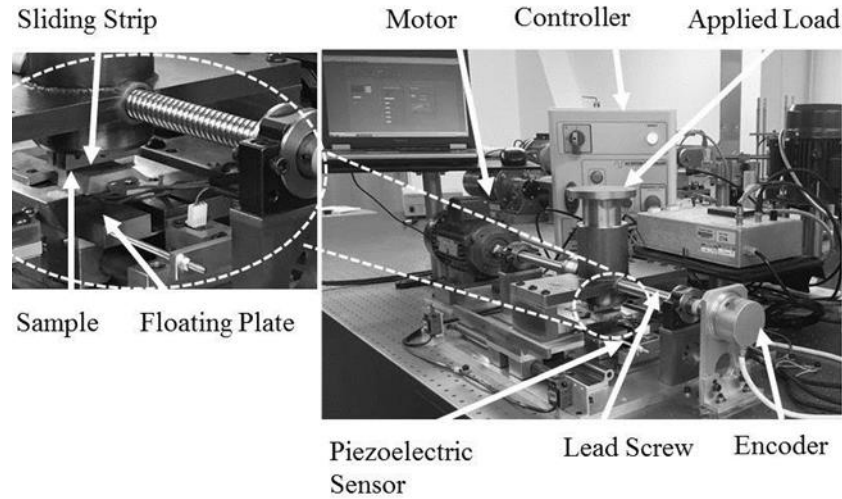 Sliding Strip
Motor
Controller
Applied Load
Sample
Floating Plate
Piezoelectric
Sensor
Lead Screw
Encoder